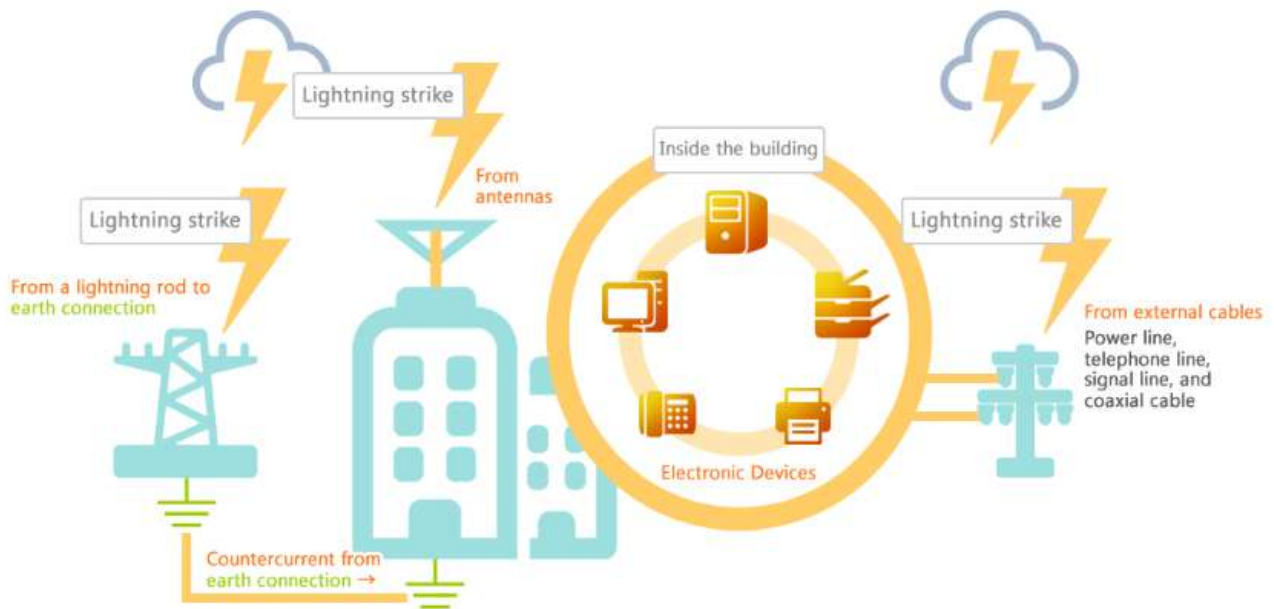 Lightning strike
From
antennas
Inside the building
Lightning strike
Lightning strike
From a lightning rod to
earth connection
From external cables
Power line,
telephone line,
signal line, and
coaxial cable
Electronic Devices
Countercurrent from
earth connection →